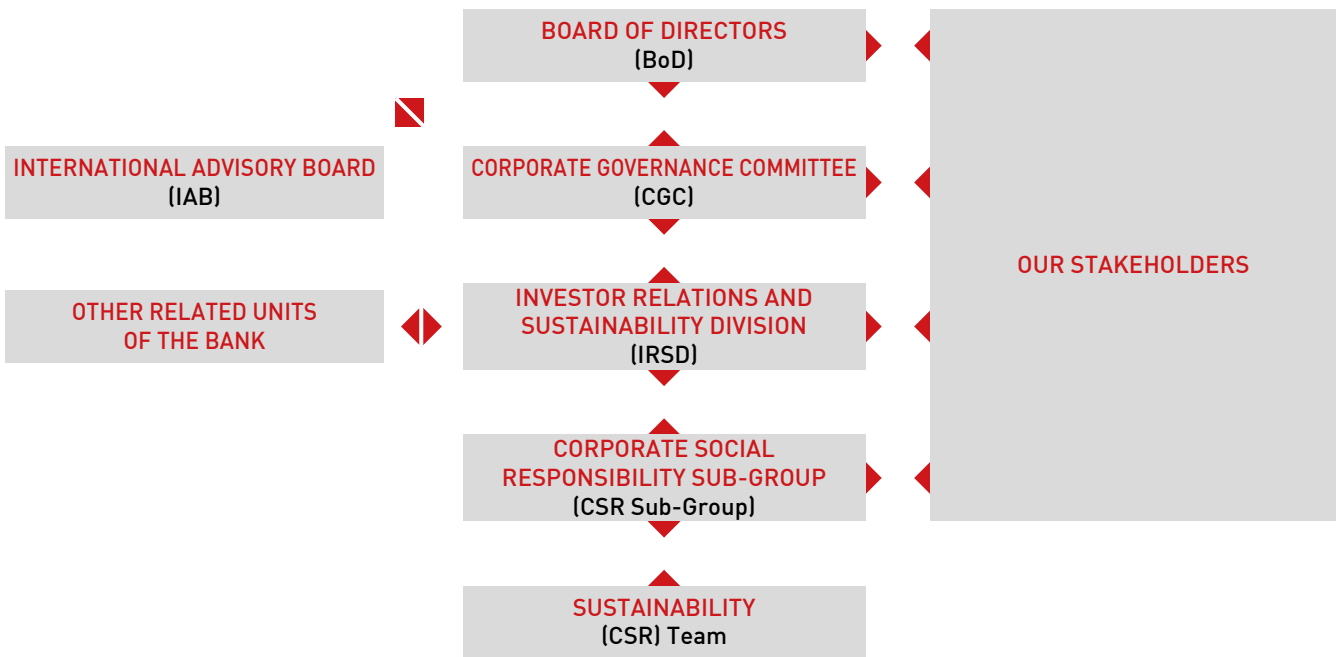 BOARD OF DIRECTORS
(BoD)
INTERNATIONAL ADVISORY BOARD
(IAB)
CORPORATE GOVERNANCE COMMITTEE
(CGC)
OUR STAKEHOLDERS
OTHER RELATED UNITS
OF THE BANK
INVESTOR RELATIONS AND
SUSTAINABILITY DIVISION
(IRSD)
CORPORATE SOCIAL
RESPONSIBILITY SUB-GROUP
(CSR Sub-Group)
SUSTAINABILITY
(CSR) Team